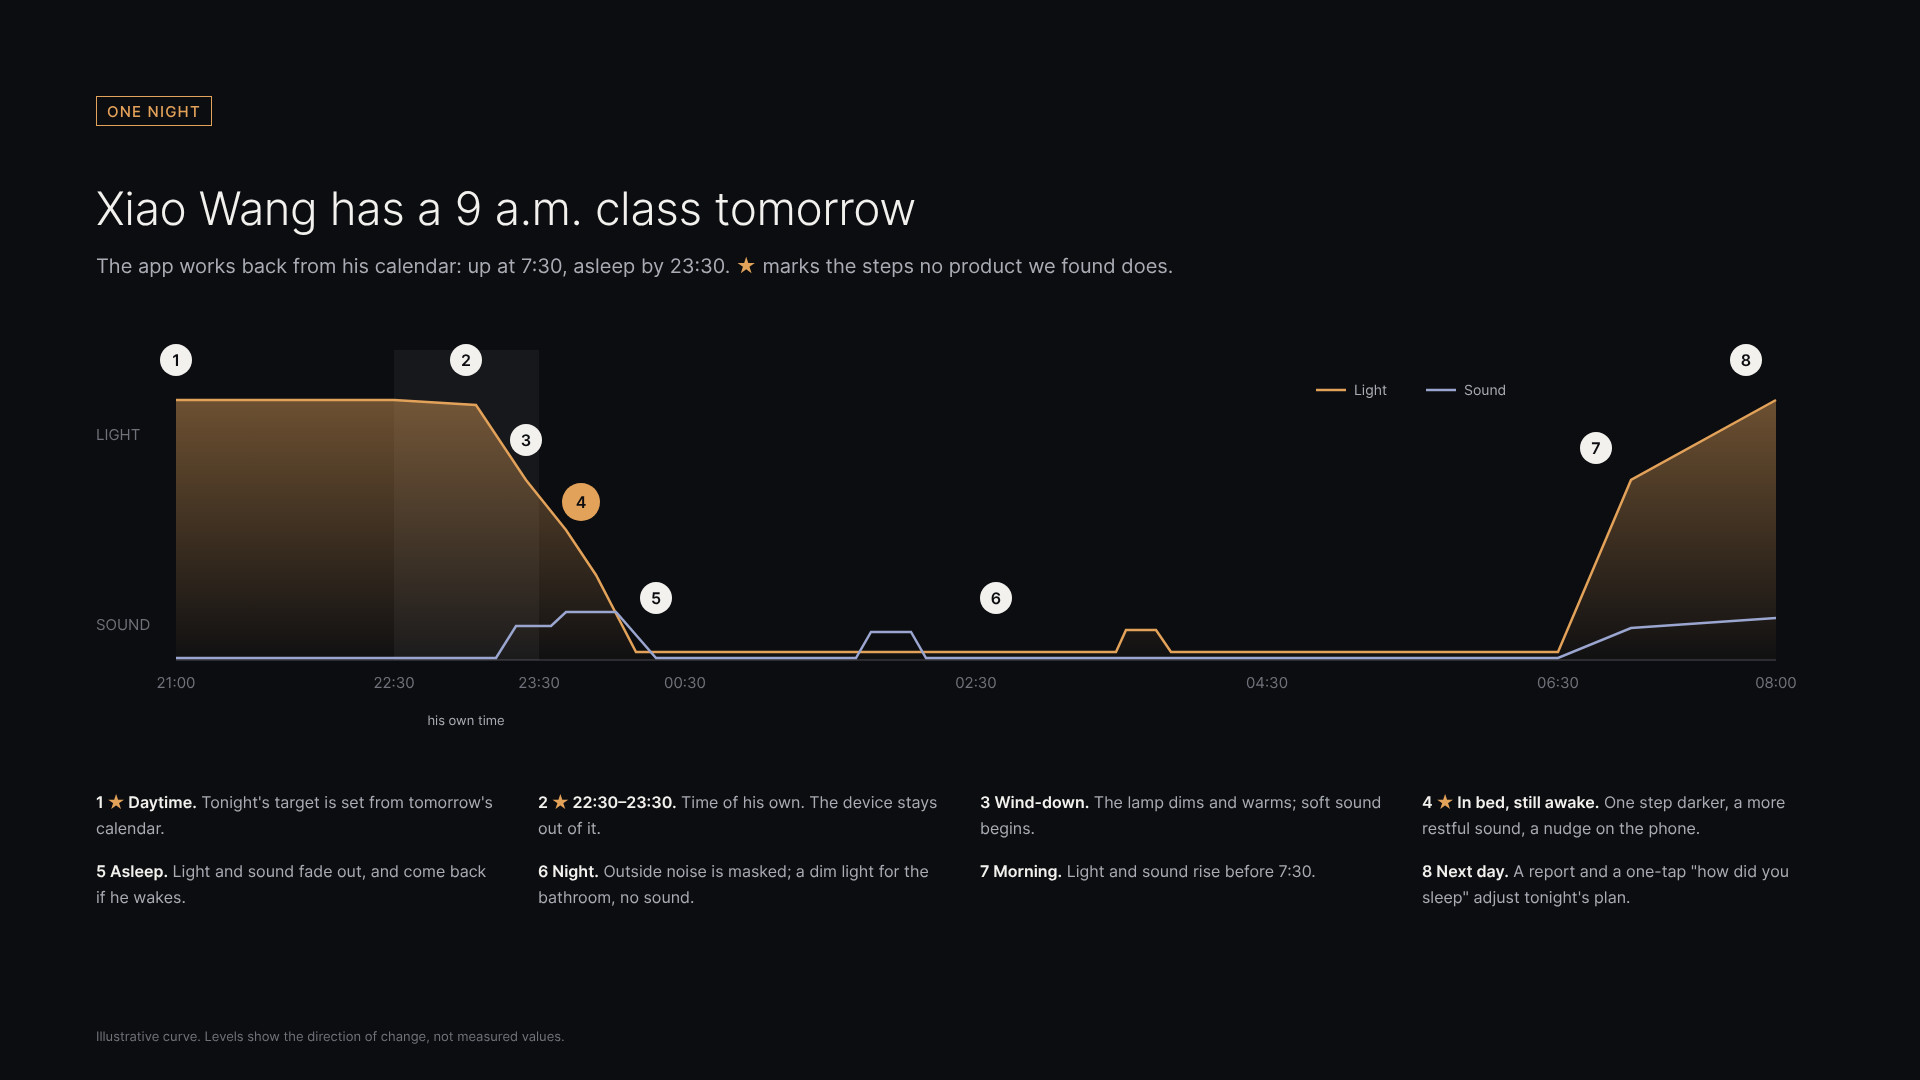 ONE NIGHT
Xiao Wang has a 9 a.m. class tomorrow
The app works back from his calendar: up at 7:30, asleep by 23:30. ★ marks the steps no product we found does.
1
2
8
Light
Sound
LIGHT
3
7
4
5
6
SOUND
21:00
22:30
23:30
00:30
02:30
04:30
06:30
08:00
his own time
1 ★ Daytime. Tonight's target is set from tomorrow's
calendar.
2 ★ 22:30–23:30. Time of his own. The device stays
out of it.
3 Wind-down. The lamp dims and warms; soft sound
begins.
4 ★ In bed, still awake. One step darker, a more
restful sound, a nudge on the phone.
5 Asleep. Light and sound fade out, and come back
if he wakes.
6 Night. Outside noise is masked; a dim light for the
bathroom, no sound.
7 Morning. Light and sound rise before 7:30.
8 Next day. A report and a one-tap "how did you
sleep" adjust tonight's plan.
Illustrative curve. Levels show the direction of change, not measured values.